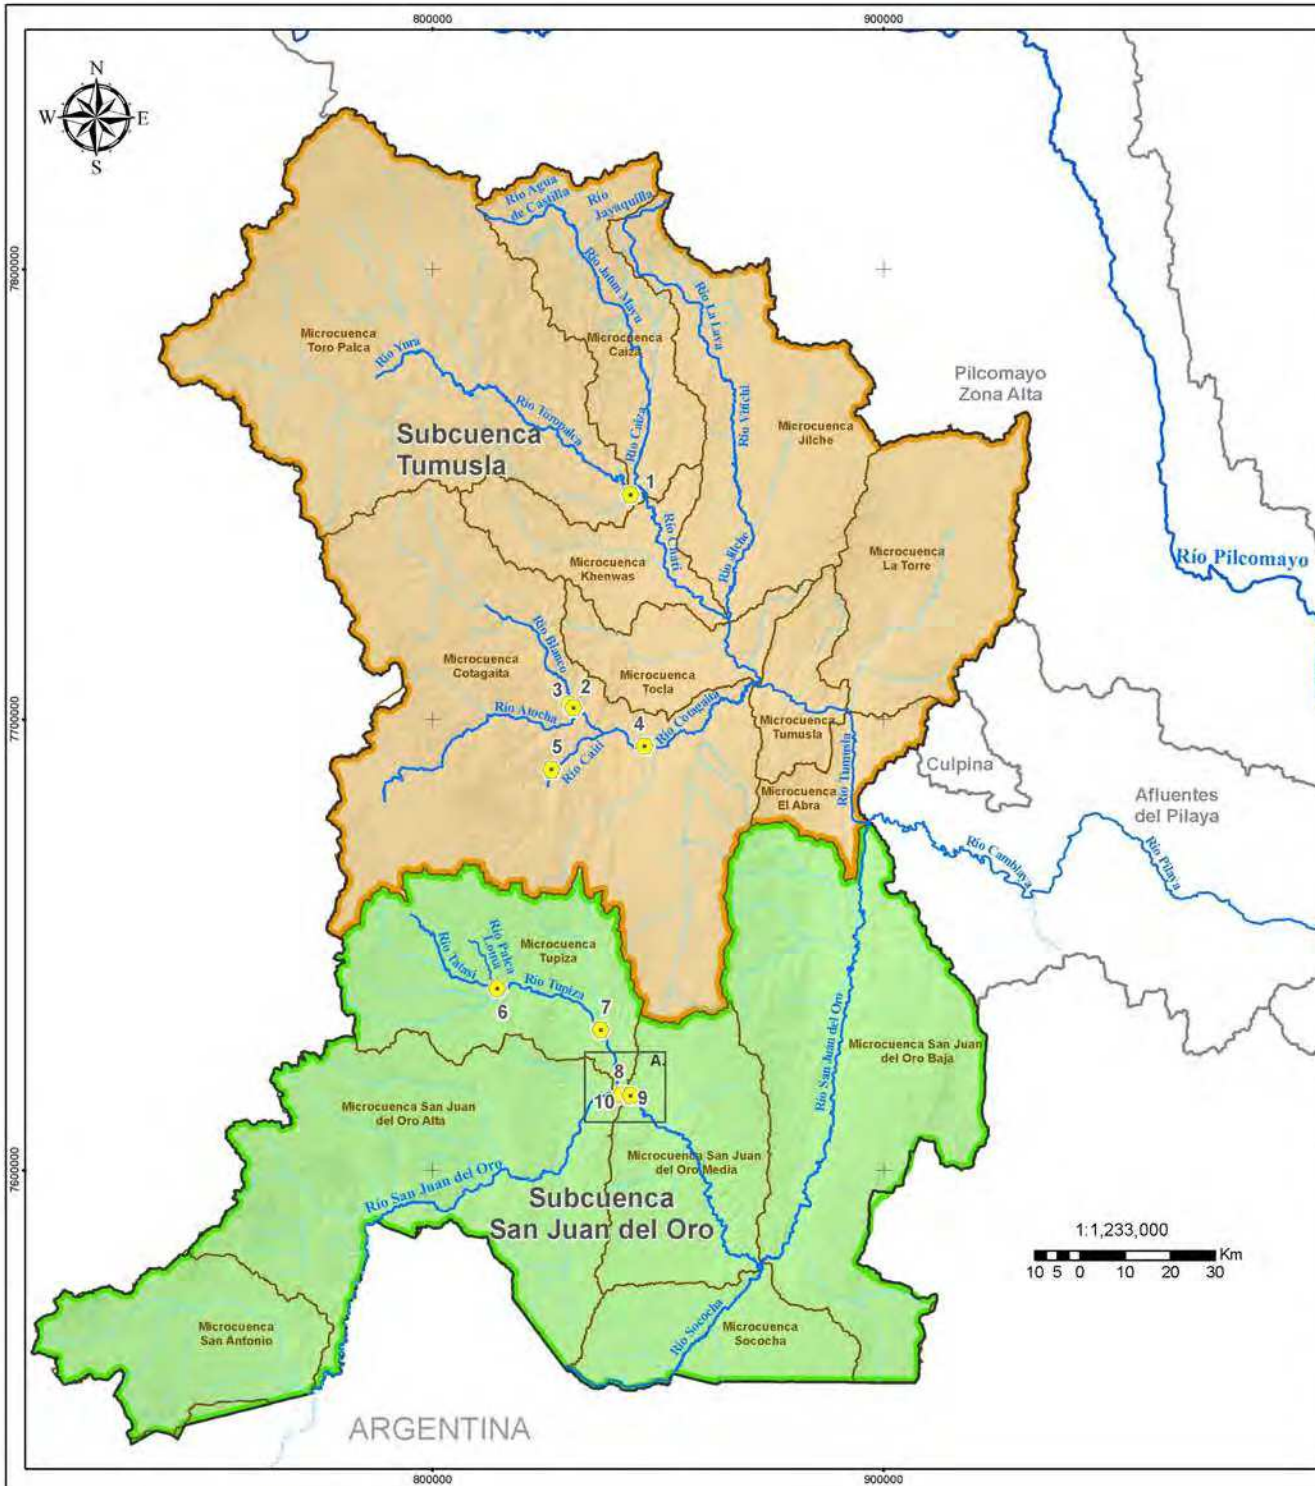 800000
900000
N
W
E
S
Río Agua
de Castilla
Río
Jayaquilla
7800000
Río Jatun Mayu
Río La Lava
Microcuenca
Toro Palca
Microcuenca
Caiza
Río Yura
Pilcomayo
Zona Alta
Río Toropalca
Río Caiza
Río Vitichi
Subcuenca
Tumusla
Microcuenca
Jilche
1
Río Pilcomayo
Microcuenca
La Torre
Microcuenca
Khenwas
Río Jilche
Río Blanco
Microcuenca
Cotagaita
Microcuenca
Tocla
3
2
7700000
Río Atocha
4
Río Cotagaita
Microcuenca
Tumusla
5
Río Caiti
Río Tumusla
Culpina
Microcuenca
El Abra
Afluentes
del Pilaya
Río Camblaya
Río Pilaya
Río Tatasi
Río Palca
Loma
Microcuenca
Tupiza
Río Tupiza
6
7
Río San Juan del Oro
Microcuenca San Juan
del Oro Baja
8
A.
10
9
Microcuenca San Juan
del Oro Alta
Microcuenca San Juan
del Oro Media
7600000
Río San Juan del Oro
Subcuenca
San Juan del Oro
1:1,233,000
Km
10 5 0 10 20 30
Microcuenca
San Antonio
Río Sococha
Microcuenca
Sococha
ARGENTINA
800000
900000